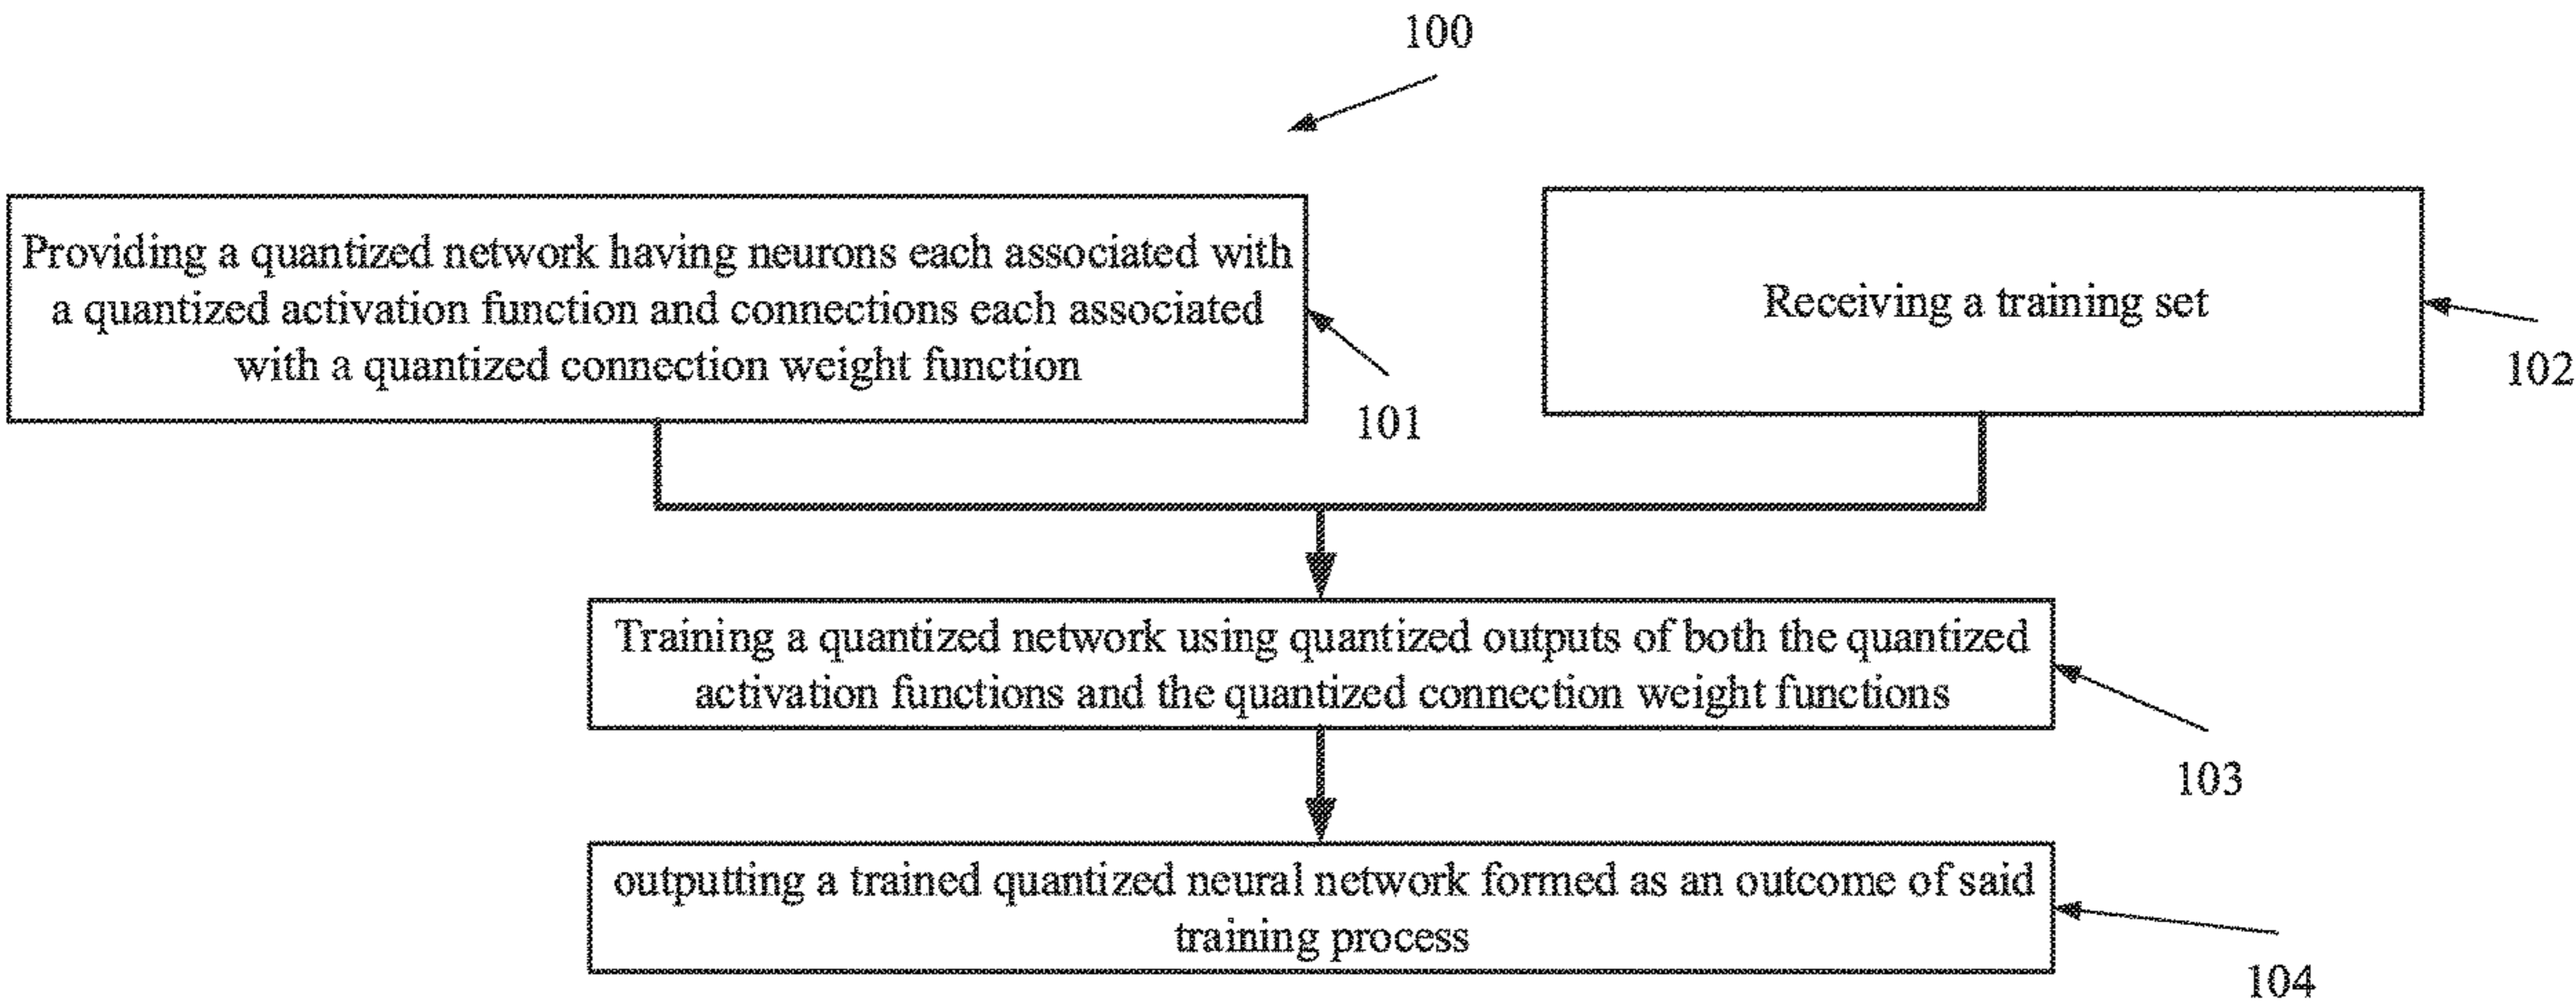 100
Providing a quantized network having neurons each associated with
a quantized activation function and connections each associated
with a quantized connection weight function
101
Receiving a training set
102
Training a quantized network using quantized outputs of both the quantized
activation functions and the quantized connection weight functions
103
outputting a trained quantized neural network formed as an outcome of said
training process
104